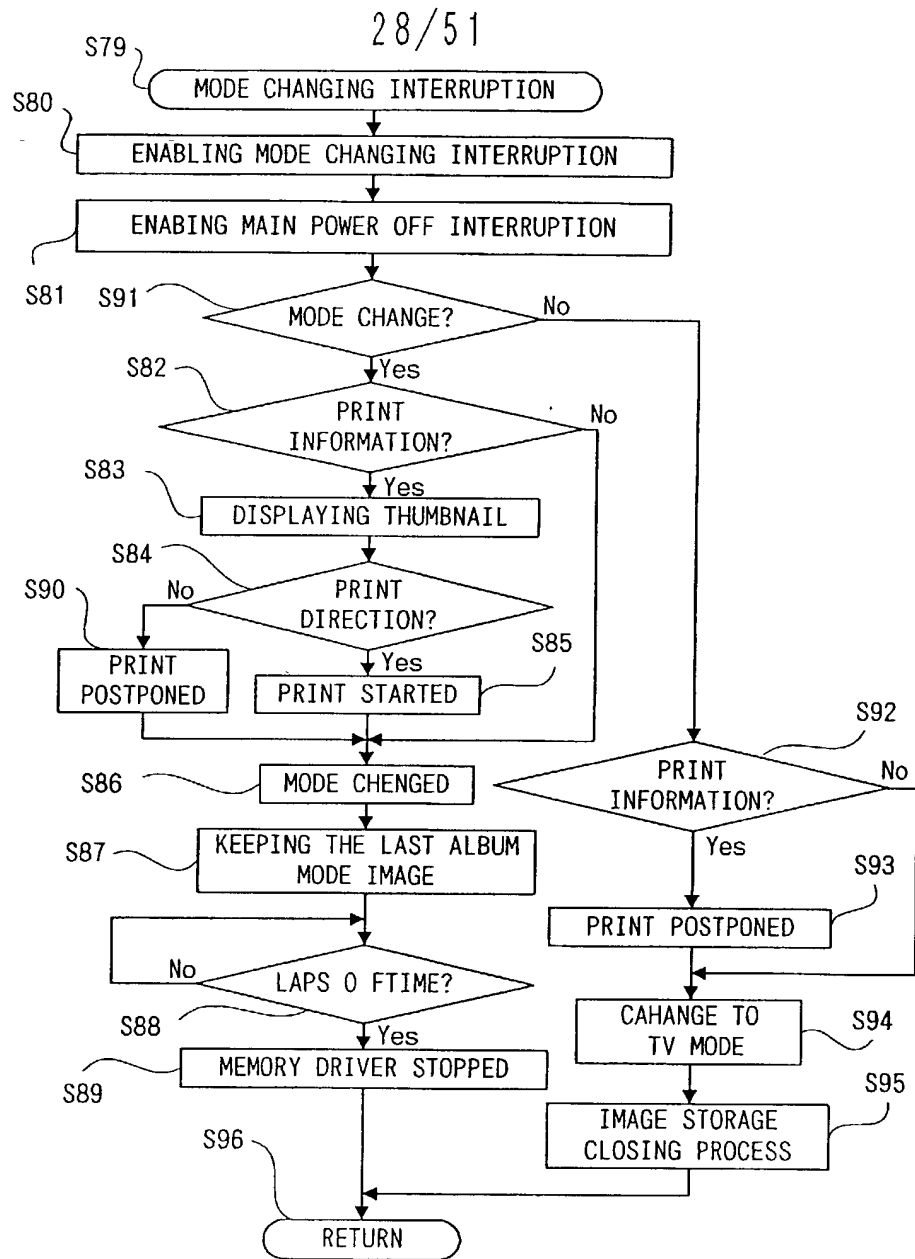 28/51
S79
MODE CHANGING INTERRUPTION
S80
ENABLING MODE CHANGING INTERRUPTION
ENABING MAIN POWER OFF INTERRUPTION
S81
S91
MODE CHANGE?
No
Yes
S82
PRINT
INFORMATION?
No
Yes
S83
DISPLAYING THUMBNAIL
S84
PRINT
DIRECTION?
No
S90
Yes
S85
PRINT
POSTPONED
PRINT STARTED
S86
MODE CHENGED
S87
KEEPING THE LAST ALBUM
MODE IMAGE
LAPS O FTIME?
No
S88
Yes
MEMORY DRIVER STOPPED
S89
S92
PRINT
INFORMATION?
No
Yes
S93
PRINT POSTPONED
CAHANGE TO
TV MODE
S94
S95
IMAGE STORAGE
CLOSING PROCESS
S96
RETURN